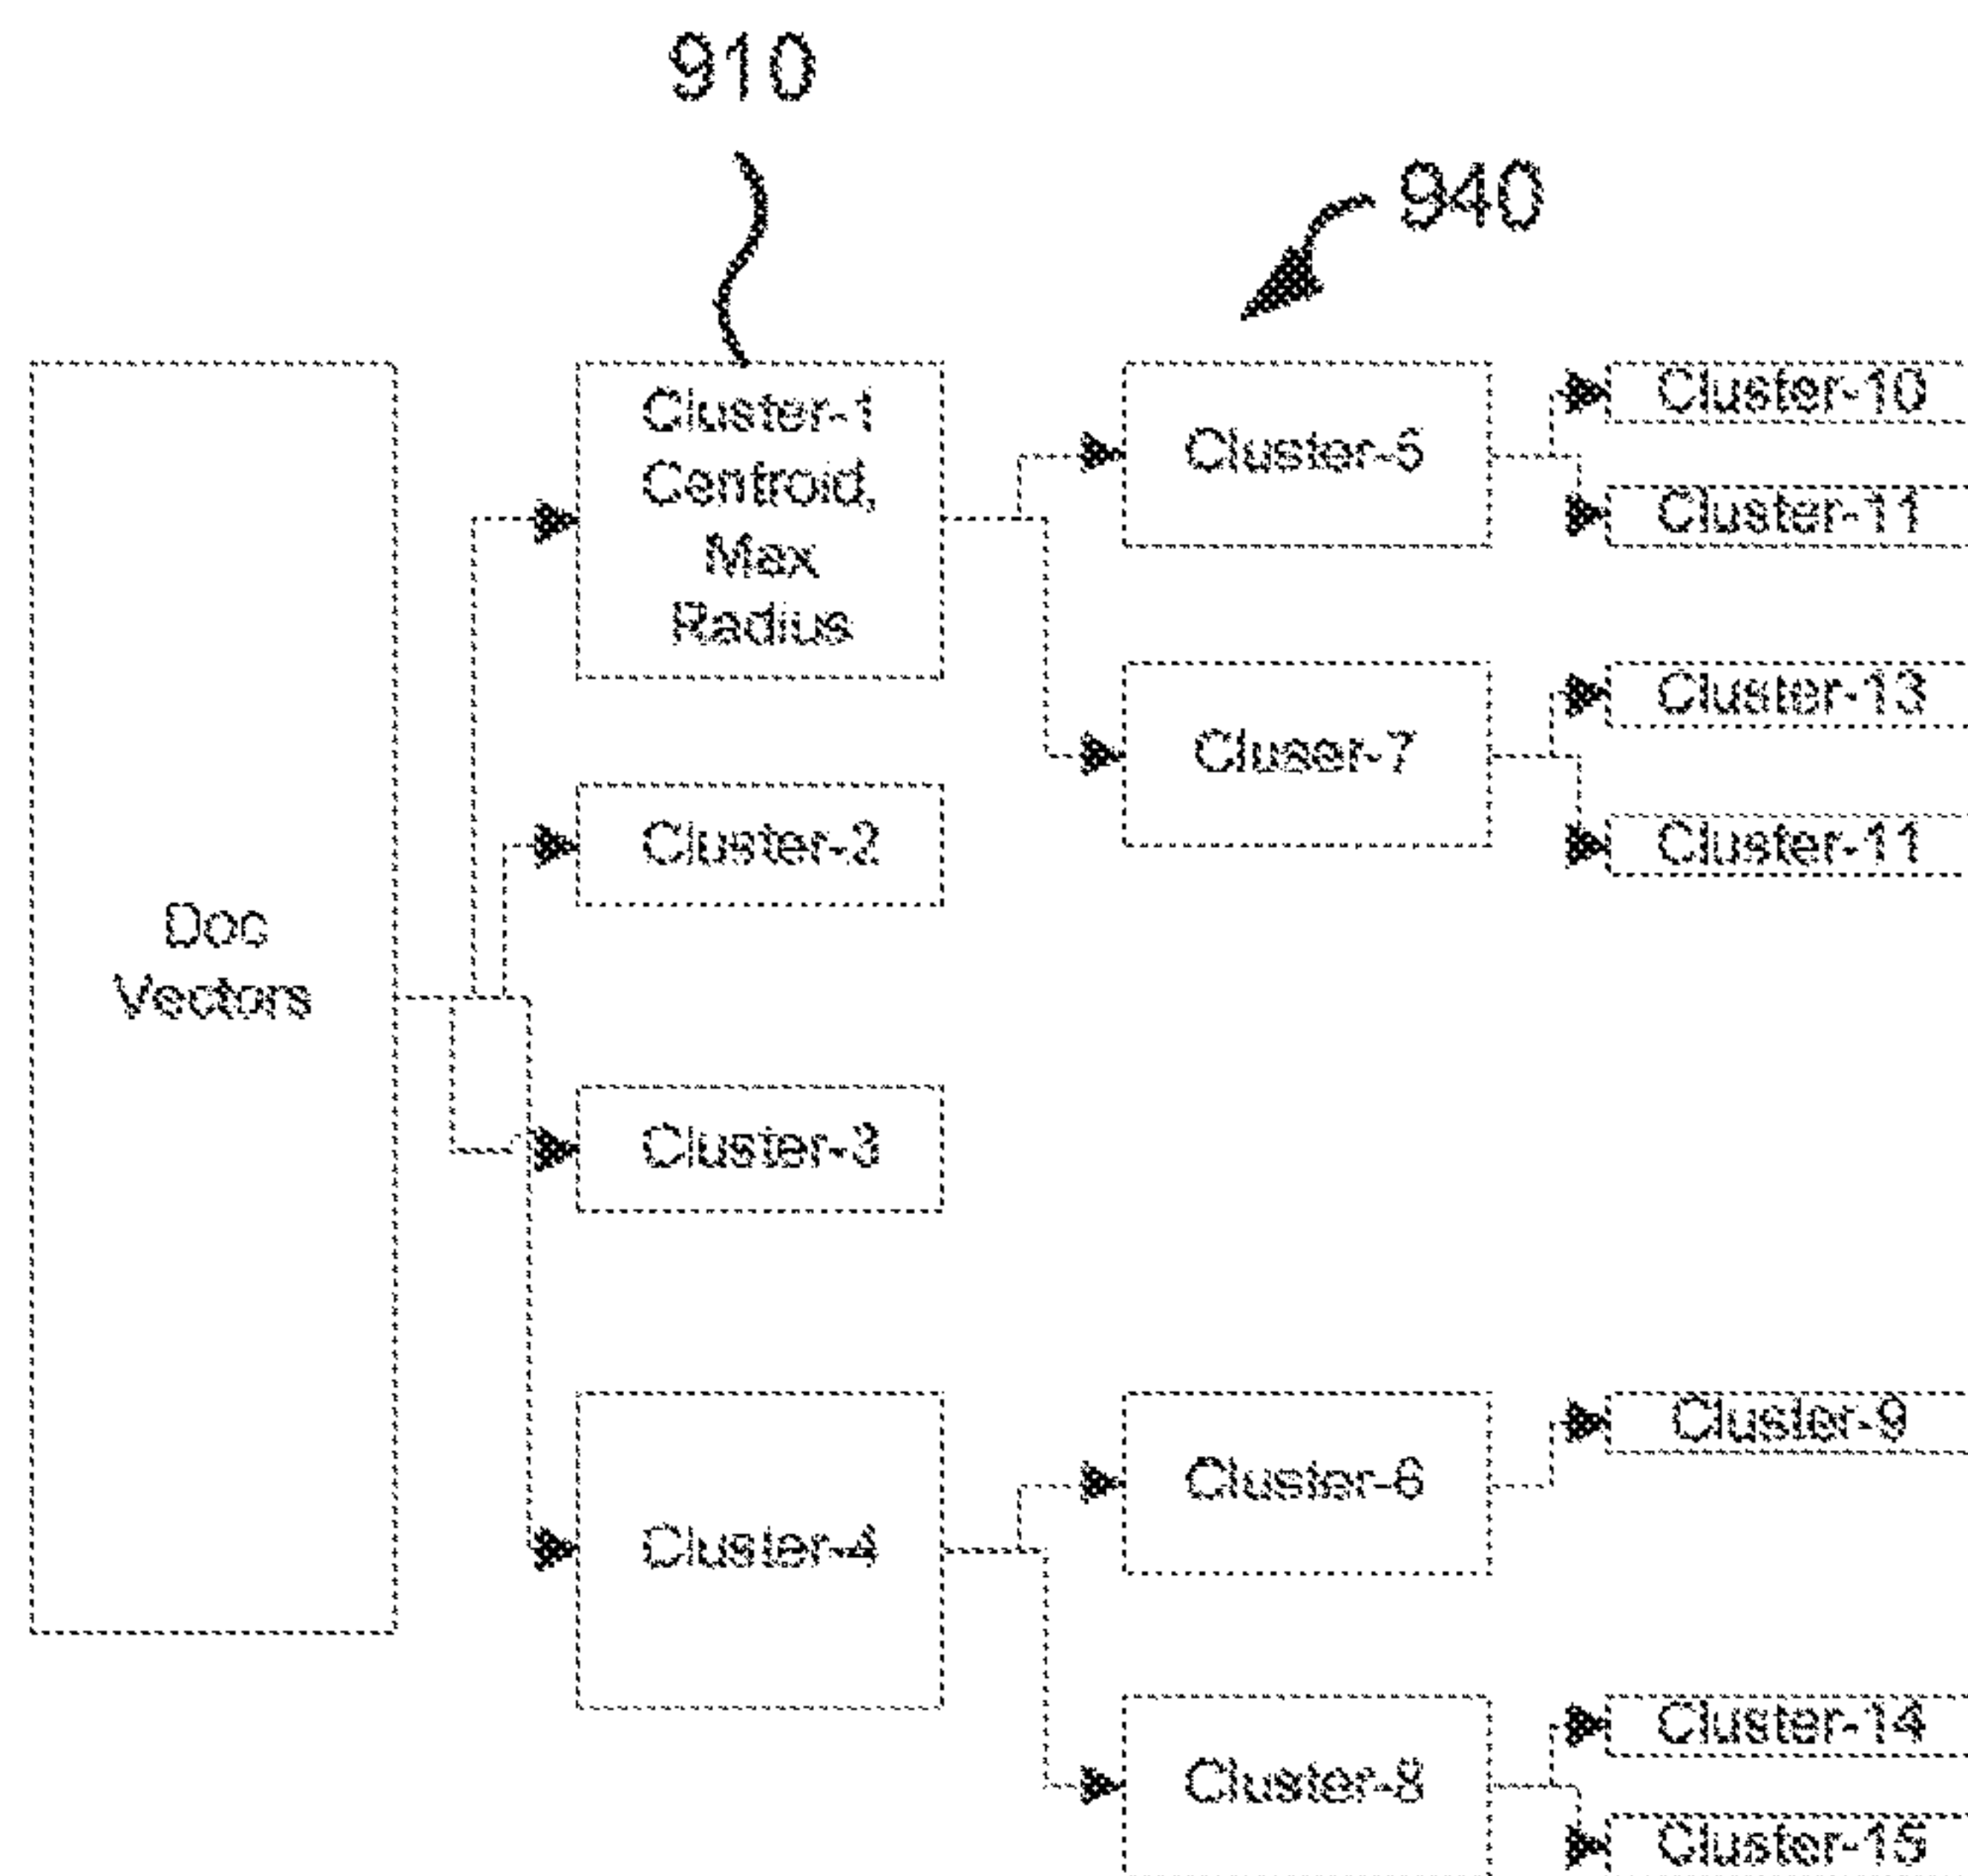 910
940
Cluster-1
Centroid,
Max
Radius
Cluster-5
Cluster-10
Cluster-11
Cluser-7
Cluster-13
Cluster-11
Cluster-2
Doc
Vectors
Cluster-3
Cluster-4
Cluster-6
Cluster-9
Cluster-8
Cluster-14
Cluster-15